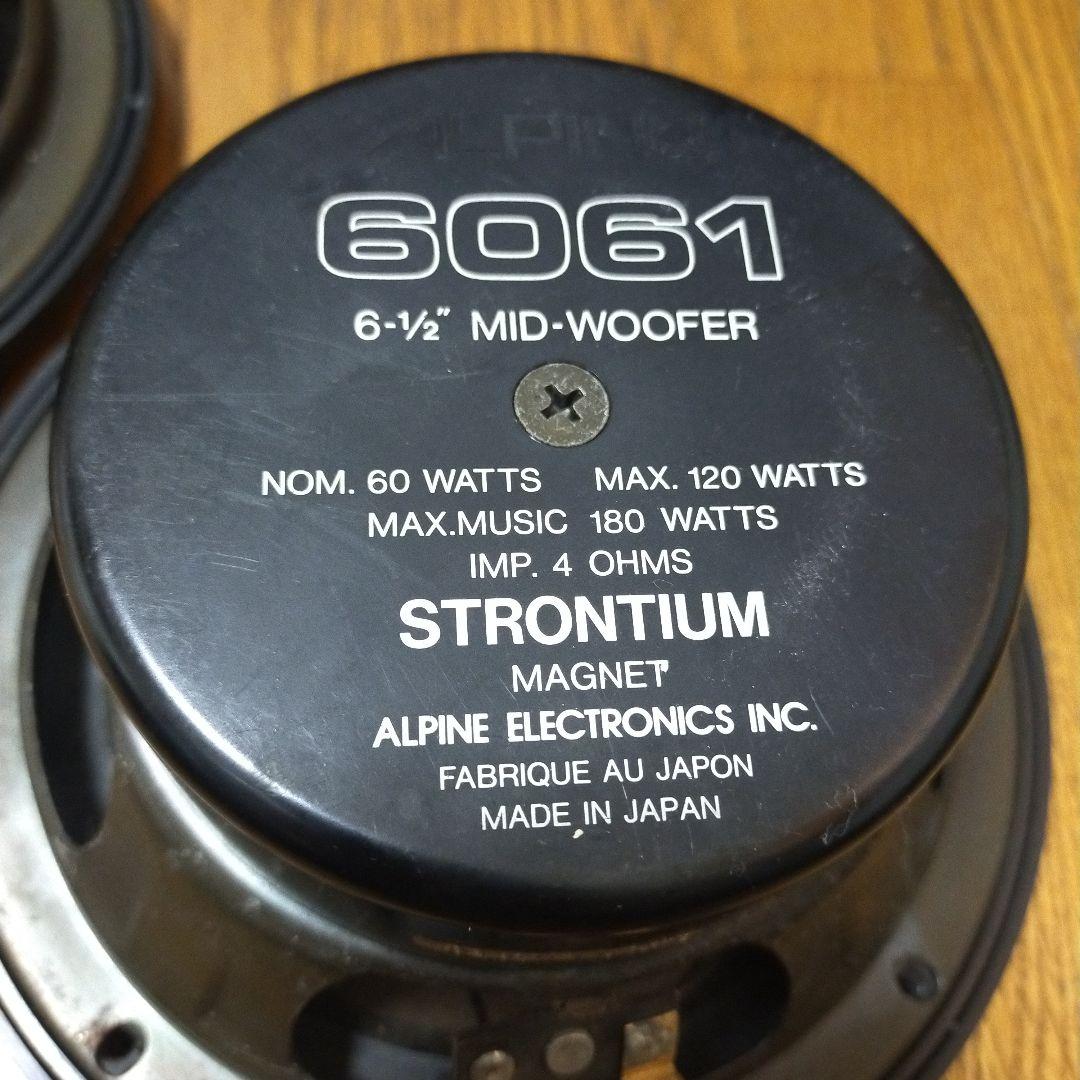 ALPINE
6061
6-½" MID-WOOFER
NOM. 60 WATTS MAX. 120 WATTS
MAX.MUSIC 180 WATTS
IMP. 4 OHMS
STRONTIUM
MAGNET
ALPINE ELECTRONICS INC.
FABRIQUE AU JAPON
MADE IN JAPAN